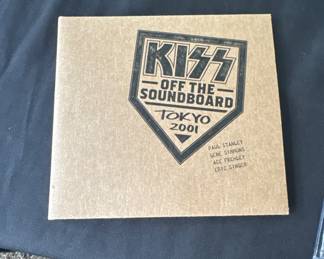 KISS
OFF THE
SOUNDBOARD
TOKYO
2001
PAUL STANLEY
GENE SIMMONS
ACE FREHLEY
ERIC SINGER